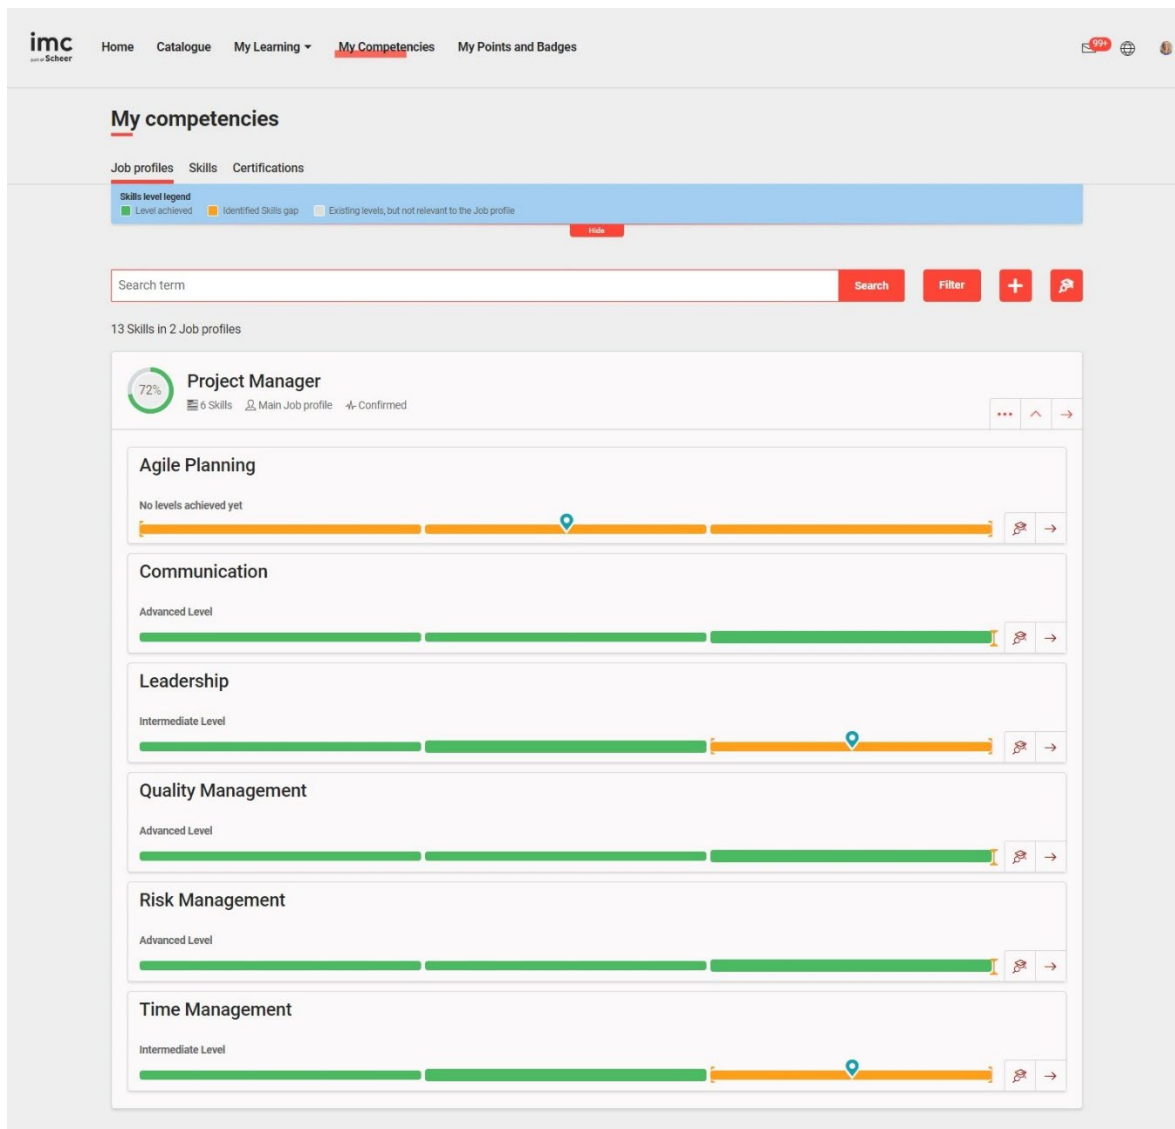 imc
part of Scheer
Home Catalogue My Learning My Competencies My Points and Badges
99+
My competencies
Job profiles Skills Certifications
Skills level legend
Level achieved Identified Skills gap Existing levels, but not relevant to the Job profile
Hide
Search term Search Filter
13 Skills in 2 Job profiles
72%
Project Manager
6 Skills Main Job profile Confirmed
Agile Planning
No levels achieved yet
Communication
Advanced Level
Leadership
Intermediate Level
Quality Management
Advanced Level
Risk Management
Advanced Level
Time Management
Intermediate Level